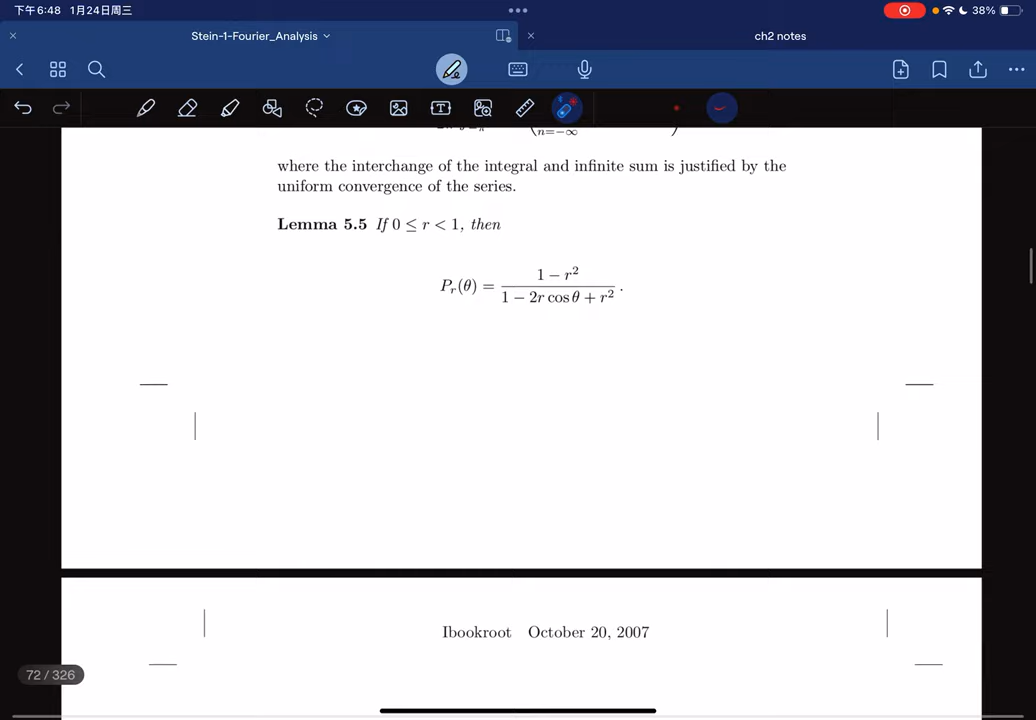 下午6:48 1月24日周三
38%
Stein-1-Fourier_Analysis
ch2 notes
n=−∞
where the interchange of the integral and infinite sum is justified by the
uniform convergence of the series.
Lemma 5.5 If 0 ≤ r < 1, then
P_r(θ) = \frac{1 − r^2}{1 − 2r cos θ + r^2}.
Ibookroot October 20, 2007
72 / 326